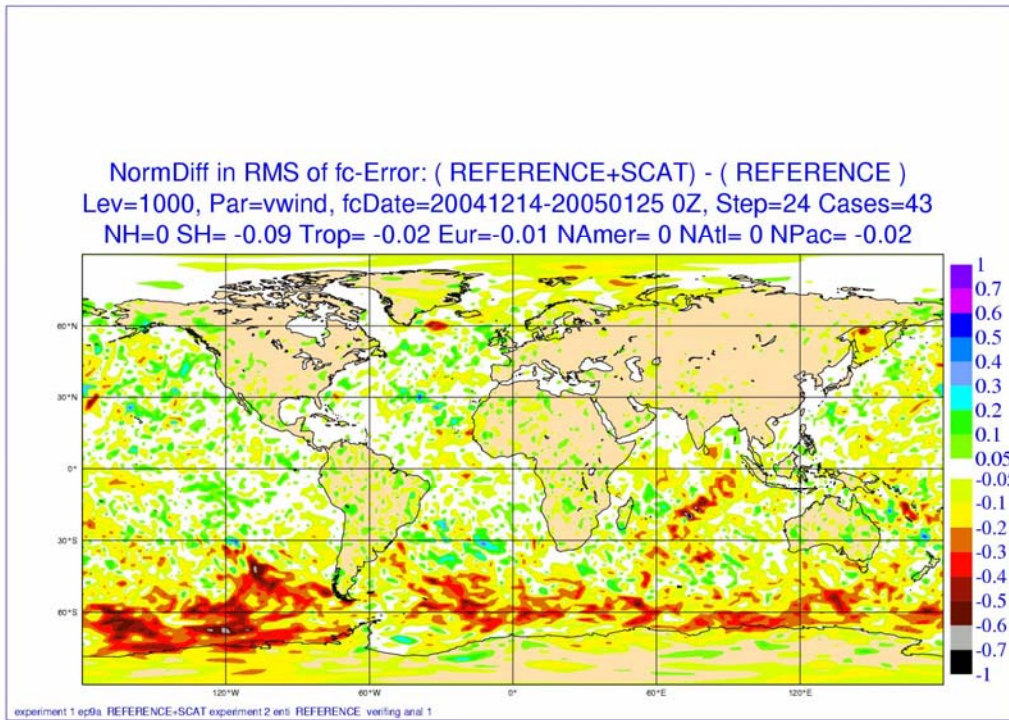 NormDiff in RMS of fc-Error: ( REFERENCE+SCAT) - ( REFERENCE )
Lev=1000, Par=vwind, fcDate=20041214-20050125 0Z, Step=24 Cases=43
NH=0 SH= -0.09 Trop= -0.02 Eur=-0.01 NAmer= 0 NAtl= 0 NPac= -0.02
60°N
30°N
0°
30°S
60°S
120°W
60°W
0°
60°E
120°E
1
0.7
0.6
0.5
0.4
0.3
0.2
0.1
0.05
-0.05
-0.1
-0.2
-0.3
-0.4
-0.5
-0.6
-0.7
-1
experiment 1 ep9a REFERENCE+SCAT experiment 2 enti REFERENCE verifing anal 1